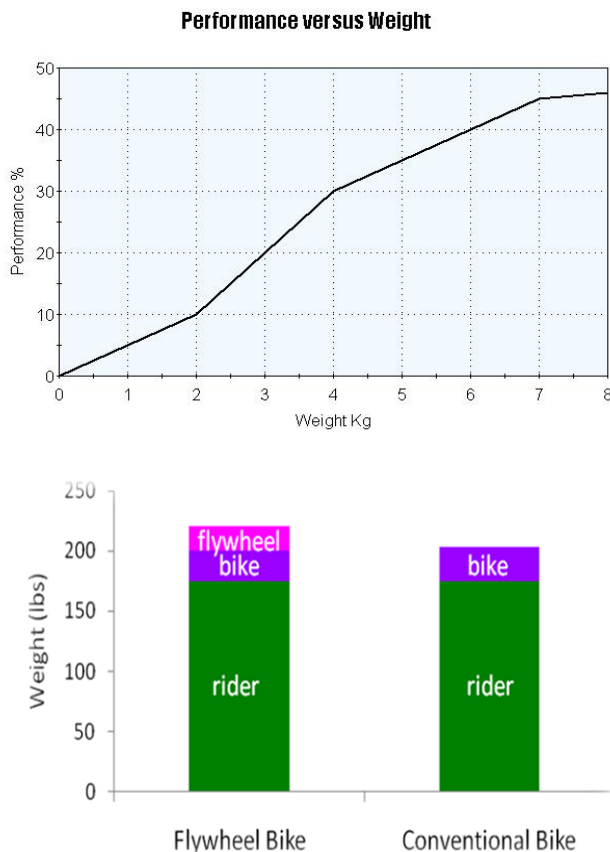 Performance versus Weight
50
40
30
20
10
0
Performance %
0 1 2 3 4 5 6 7 8
Weight Kg
250
200
150
100
50
0
Weight (lbs)
flywheel
bike bike
rider rider
Flywheel Bike Conventional Bike